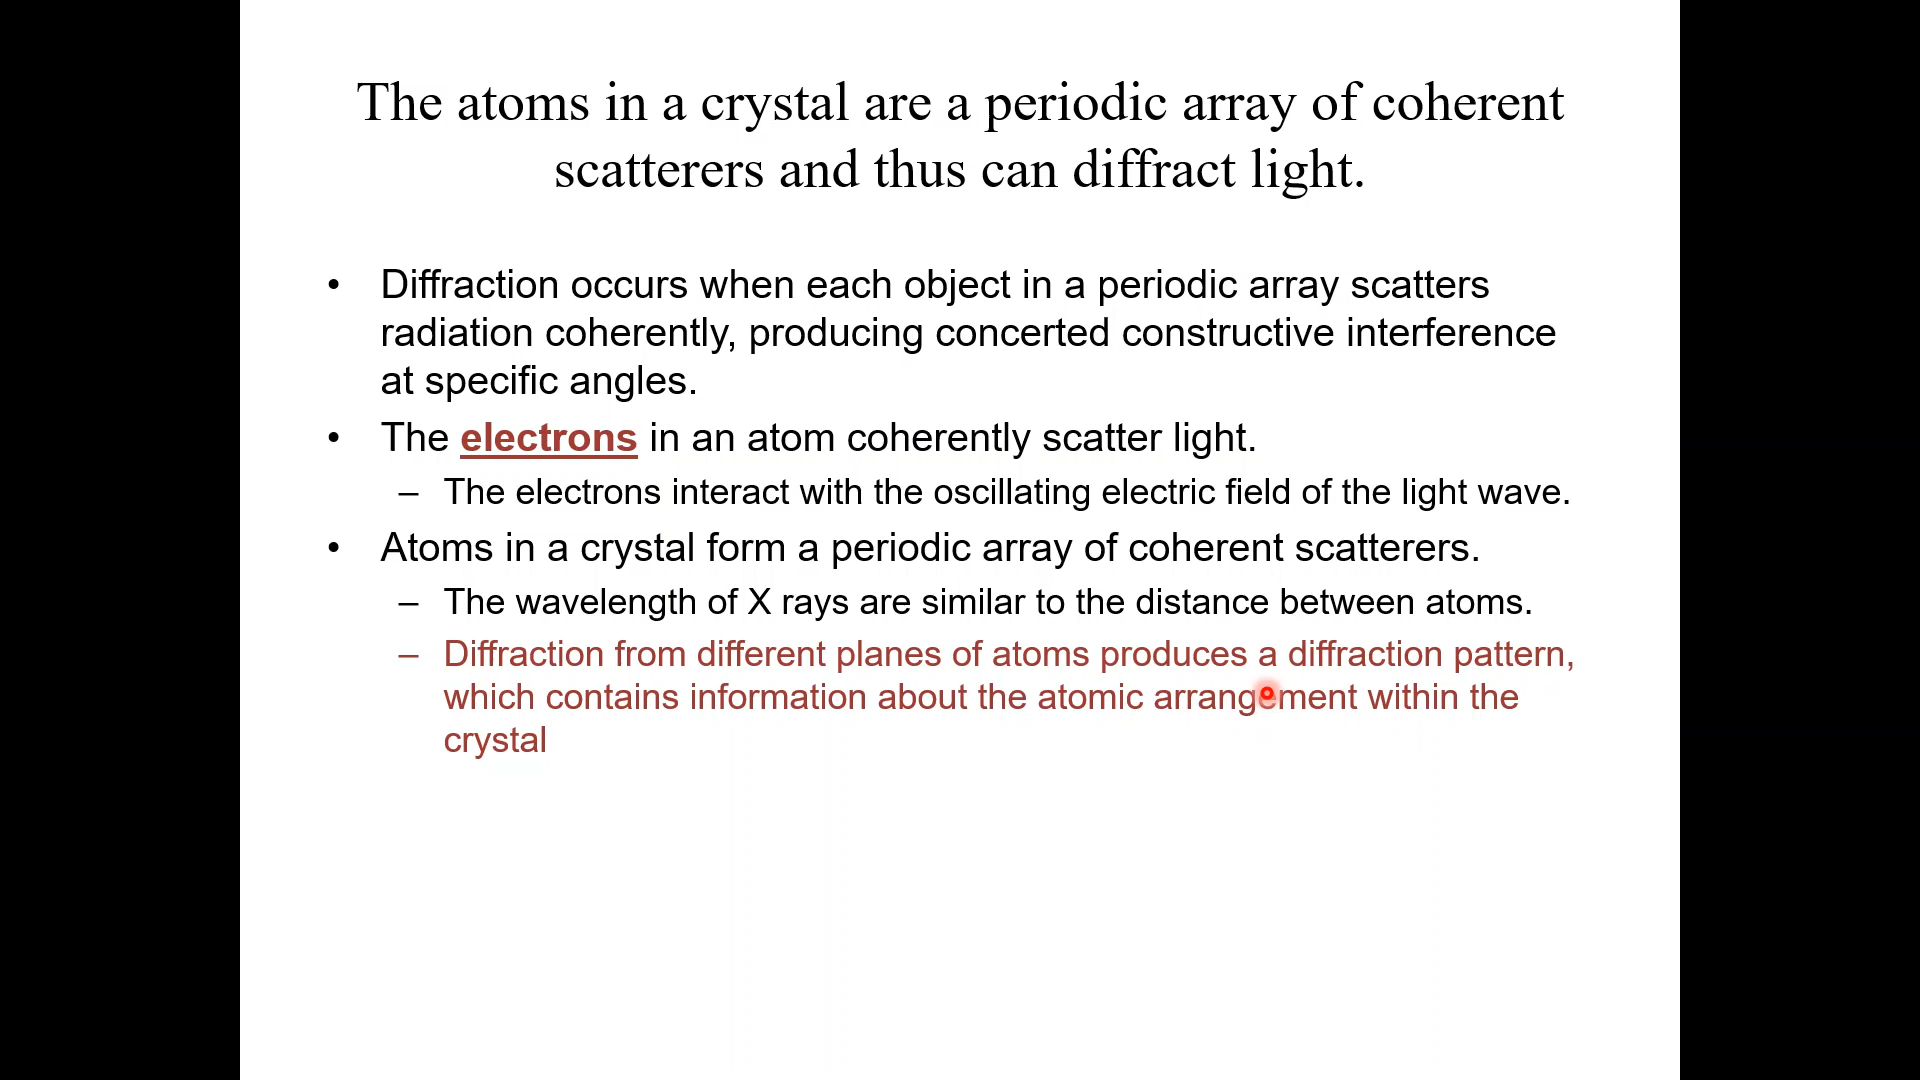 The atoms in a crystal are a periodic array of coherent
scatterers and thus can diffract light.
• Diffraction occurs when each object in a periodic array scatters
radiation coherently, producing concerted constructive interference
at specific angles.
• The electrons in an atom coherently scatter light.
– The electrons interact with the oscillating electric field of the light wave.
• Atoms in a crystal form a periodic array of coherent scatterers.
– The wavelength of X rays are similar to the distance between atoms.
– Diffraction from different planes of atoms produces a diffraction pattern,
which contains information about the atomic arrangement within the
crystal